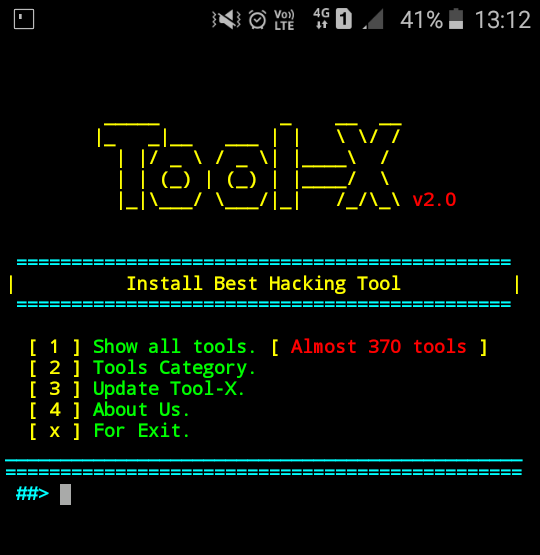 Vo)) LTE 4G 1 41% 13:12
Tool-X v2.0
==============================================
| Install Best Hacking Tool |
==============================================
[ 1 ] Show all tools. [ Almost 370 tools ]
[ 2 ] Tools Category.
[ 3 ] Update Tool-X.
[ 4 ] About Us.
[ x ] For Exit.
================================================
##>